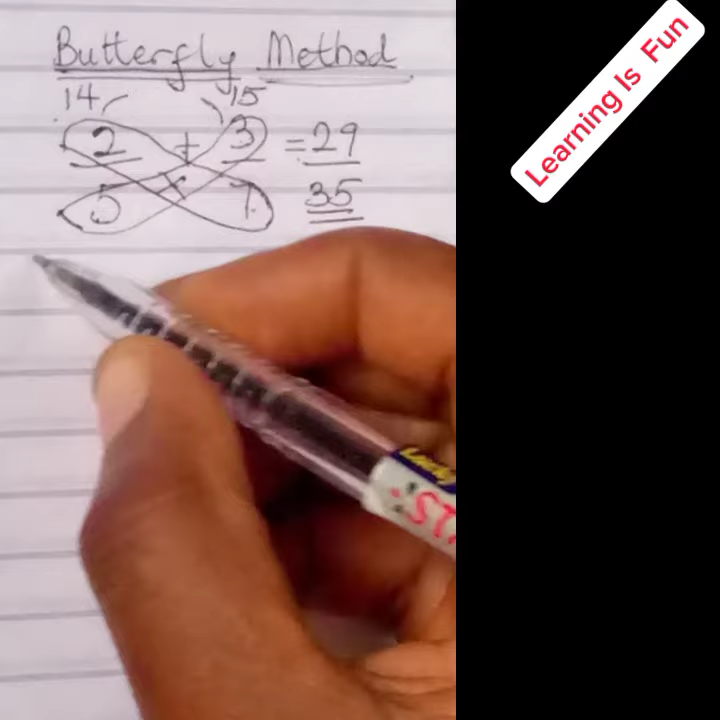 Butterfly Method
14 15
2 + 3 = 29
5 × 7 35
Learning Is Fun